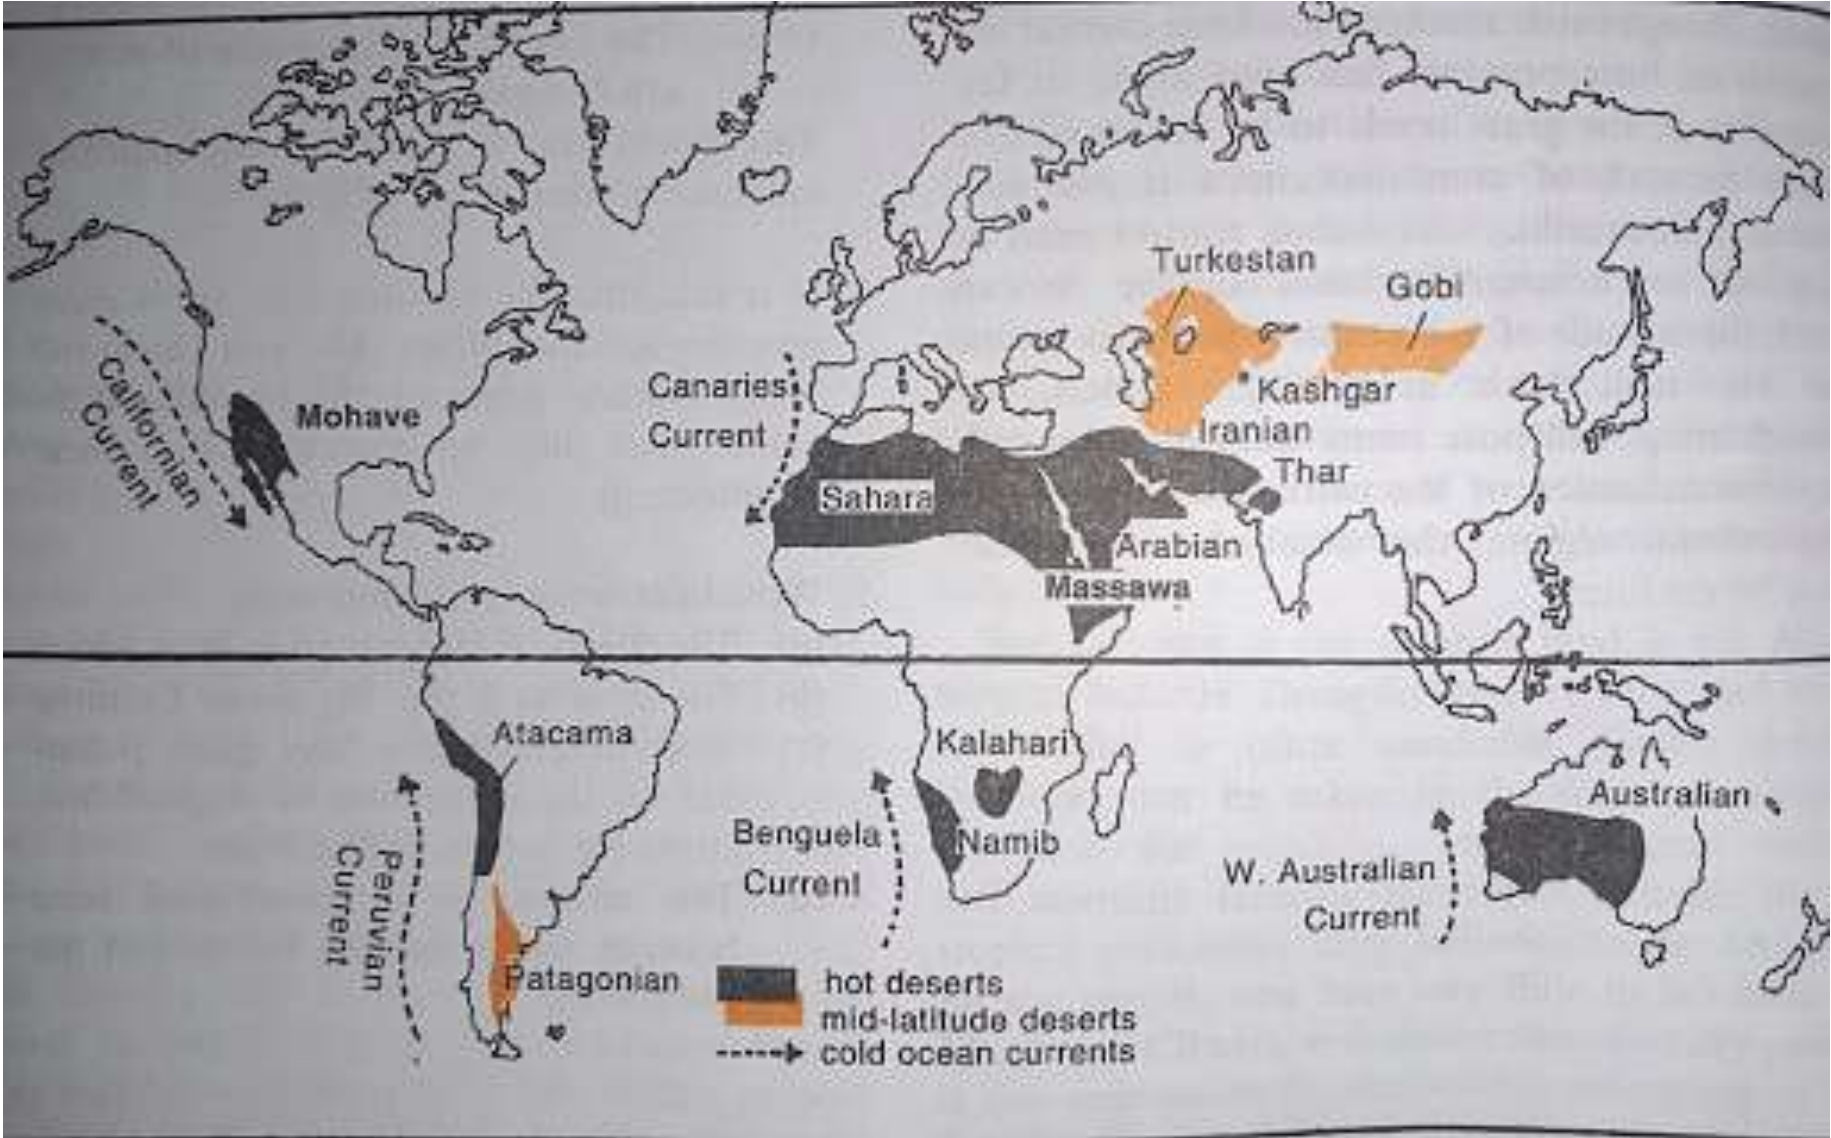 Turkestan
Gobi
Californian
Current
Mohave
Canaries
Current
Kashgar
Iranian
Thar
Sahara
Arabian
Massawa
Atacama
Kalahari
Australian
Peruvian
Current
Benguela
Current
Namib
W. Australian
Current
Patagonian
hot deserts
mid-latitude deserts
cold ocean currents